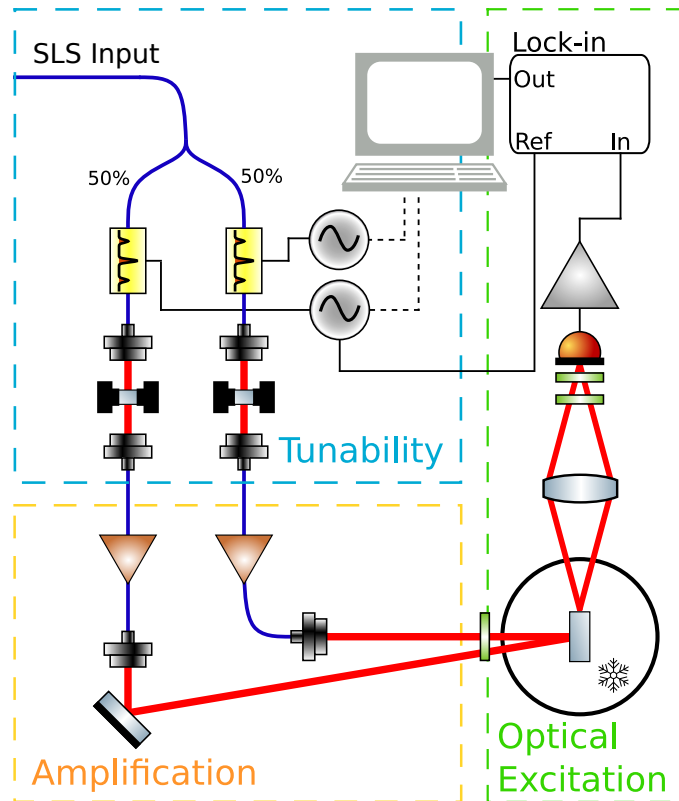 SLS Input
50%
50%
Lock-in
Out
Ref
In
Tunability
Amplification
Optical
Excitation